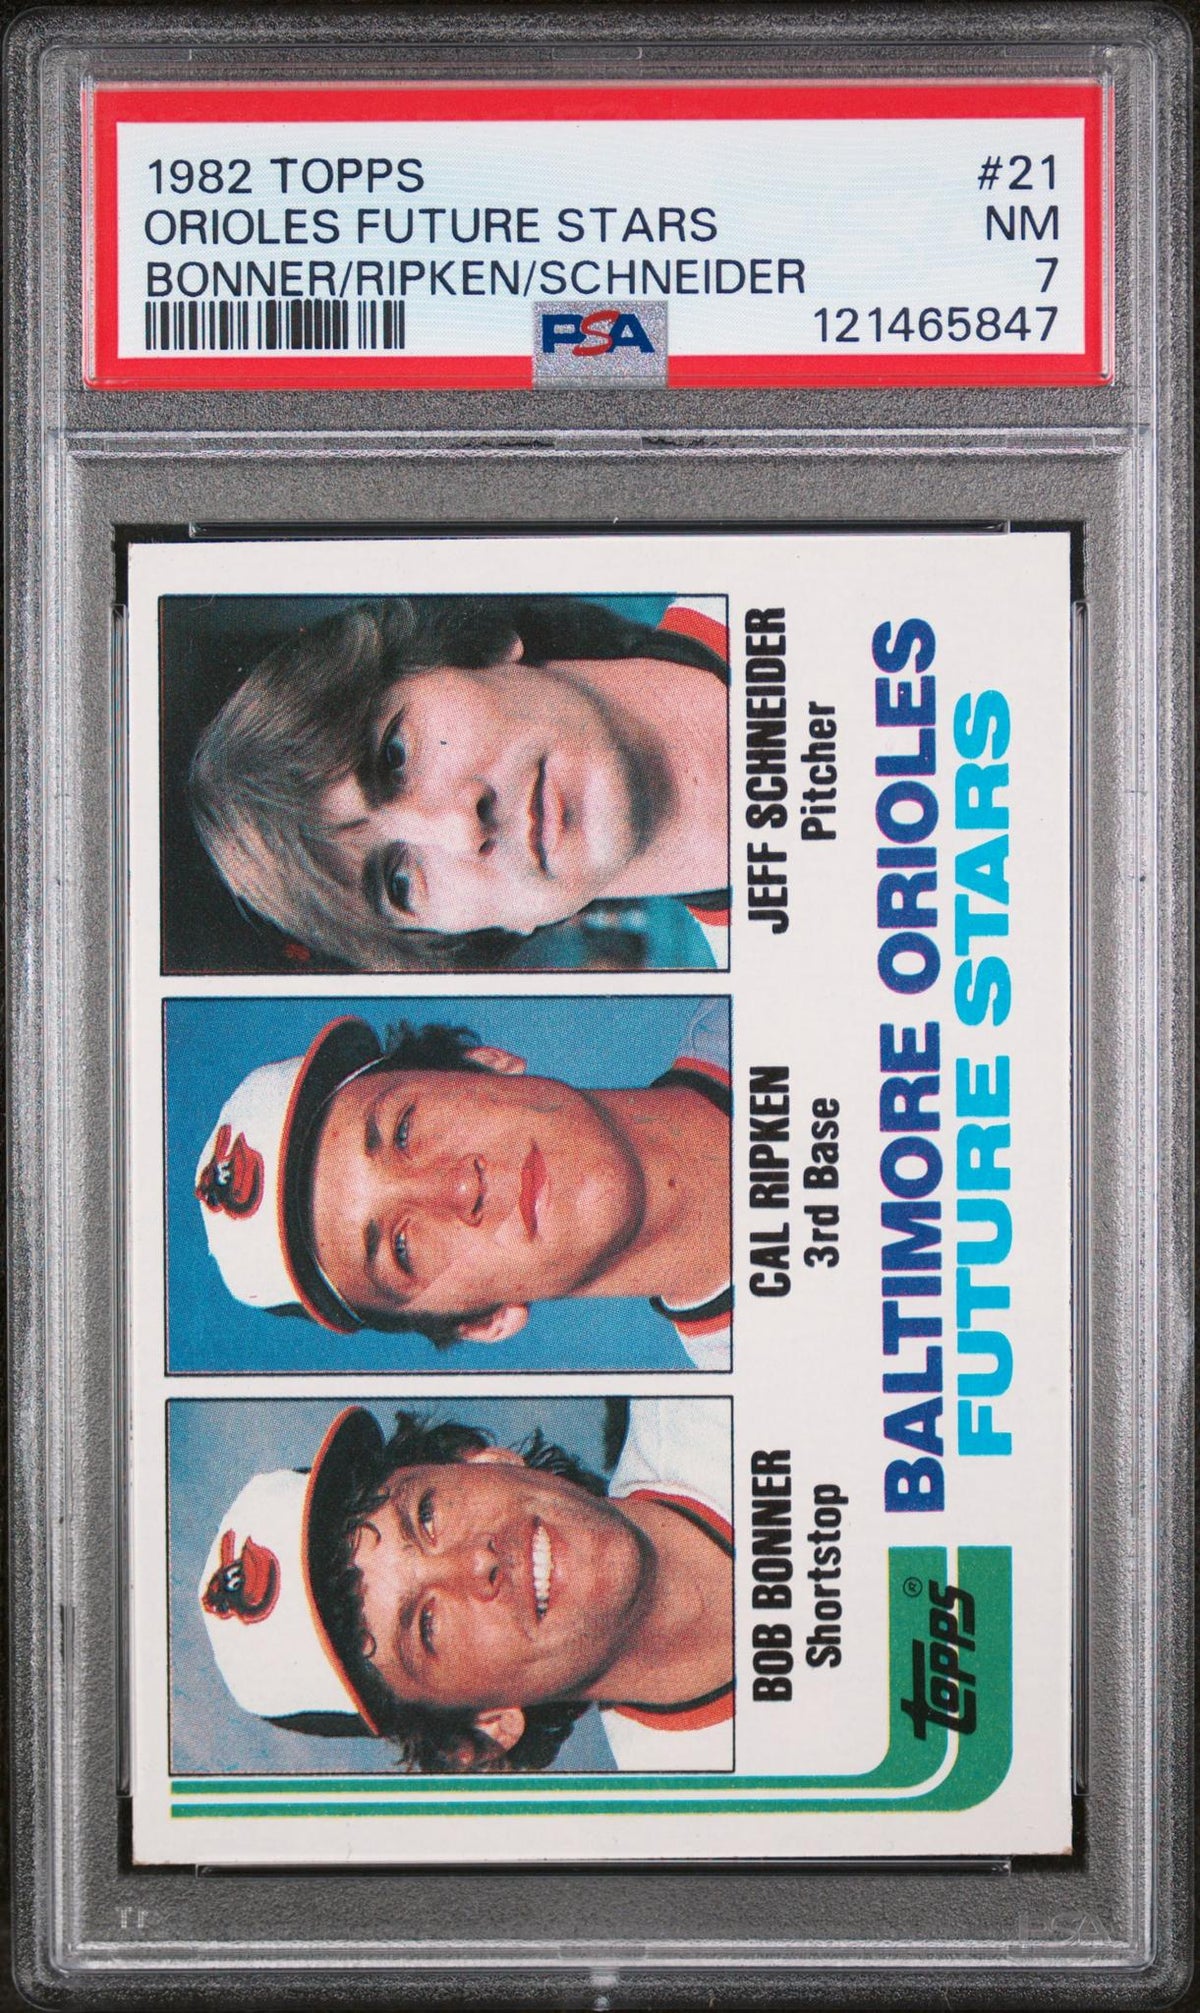 1982 TOPPS #21
ORIOLES FUTURE STARS NM
BONNER/RIPKEN/SCHNEIDER 7
PSA 121465847
BOB BONNER
Shortstop
CAL RIPKEN
3rd Base
JEFF SCHNEIDER
Pitcher
topps®
BALTIMORE ORIOLES
FUTURE STARS
PSA